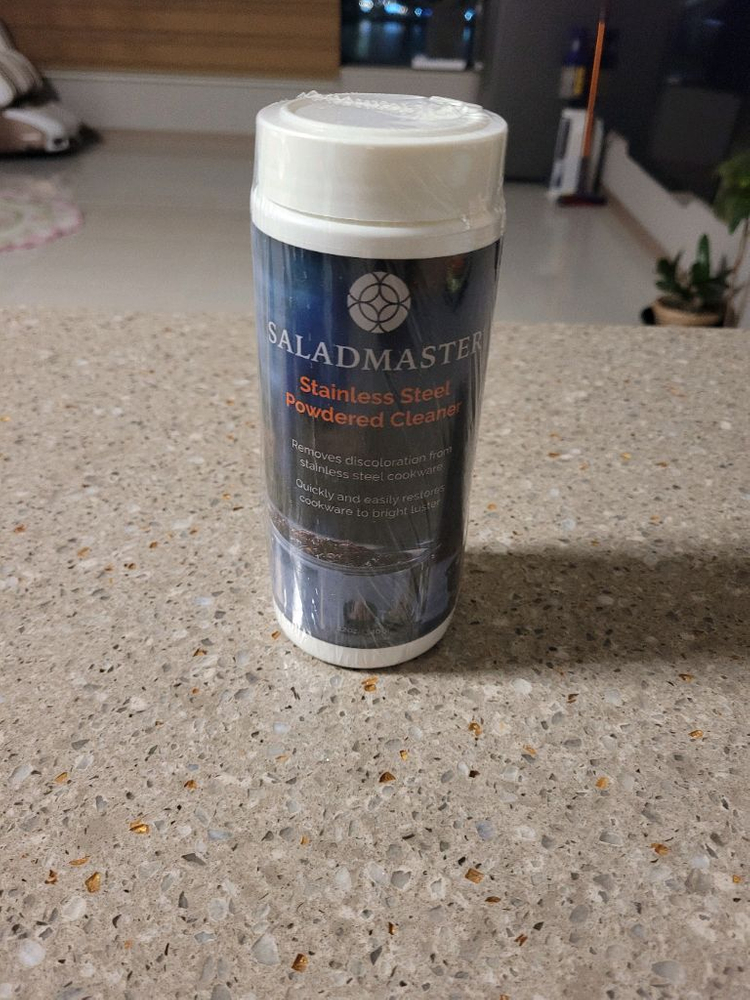 SALADMASTER
Stainless Steel
Powdered Cleaner
Removes discoloration from
stainless steel cookware
Quickly and easily restores
cookware to bright luster